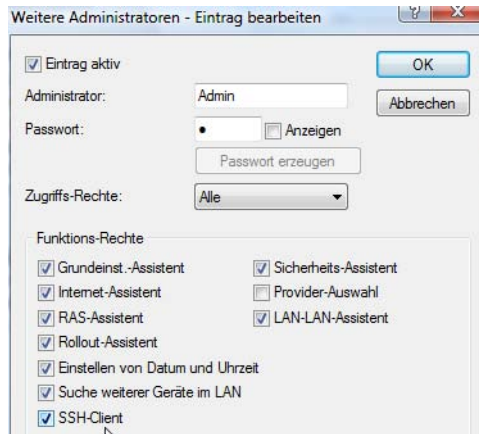 Weitere Administratoren - Eintrag bearbeiten
Eintrag aktiv
OK
Administrator:
Admin
Abbrechen
Passwort:
Anzeigen
Passwort erzeugen
Zugriffs-Rechte:
Alle
Funktions-Rechte
Grundeinst.-Assistent
Sicherheits-Assistent
Internet-Assistent
Provider-Auswahl
RAS-Assistent
LAN-LAN-Assistent
Rollout-Assistent
Einstellen von Datum und Uhrzeit
Suche weiterer Geräte im LAN
SSH-Client